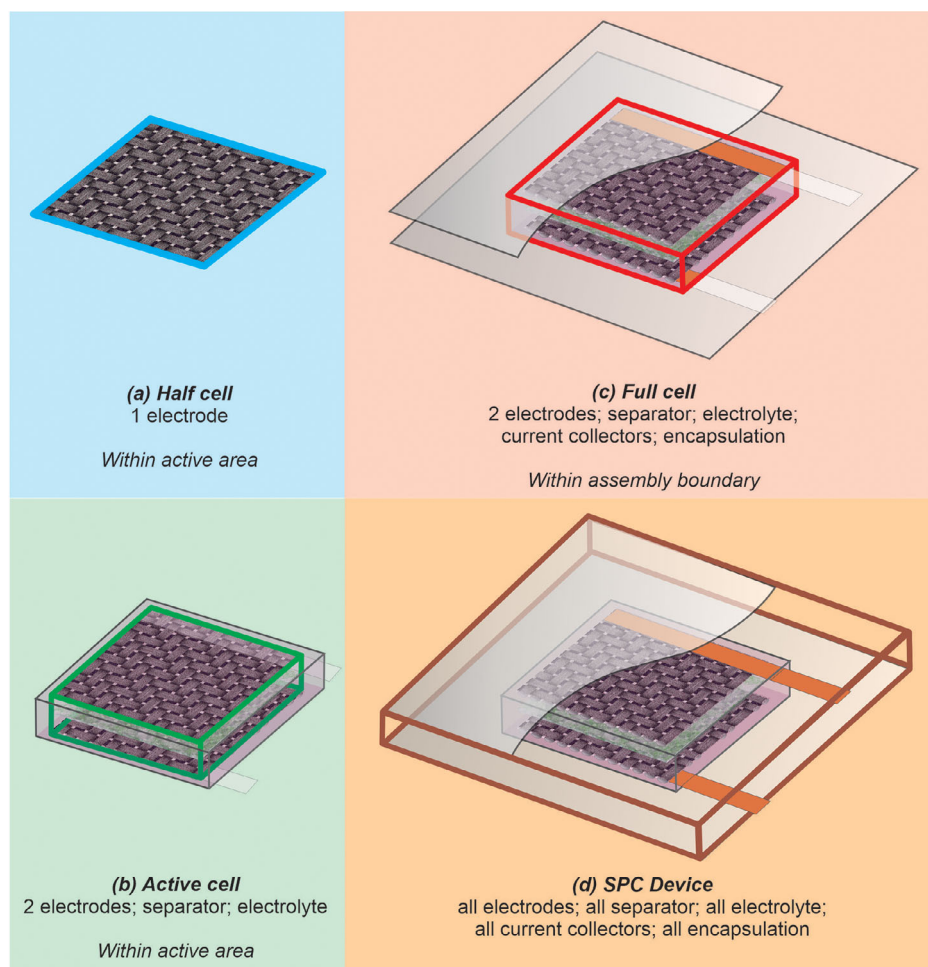 (a) Half cell
1 electrode
Within active area
(c) Full cell
2 electrodes; separator; electrolyte;
current collectors; encapsulation
Within assembly boundary
(b) Active cell
2 electrodes; separator; electrolyte
Within active area
(d) SPC Device
all electrodes; all separator; all electrolyte;
all current collectors; all encapsulation